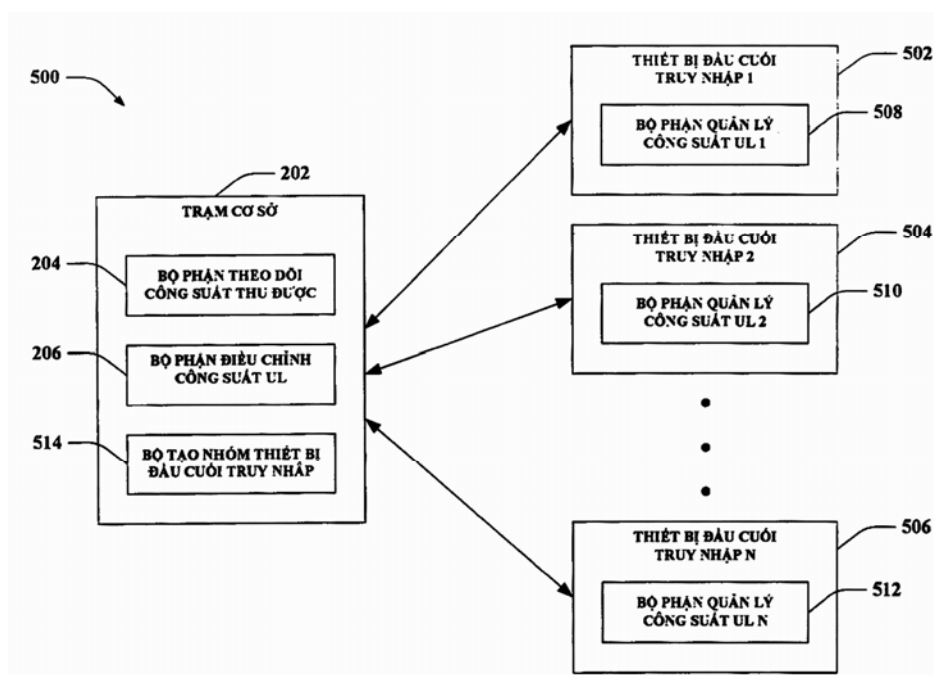 500
202
TRẠM CƠ SỞ
204
BỘ PHẬN THEO DÕI
CÔNG SUẤT THU ĐƯỢC
206
BỘ PHẬN ĐIỀU CHỈNH
CÔNG SUẤT UL
514
BỘ TẠO NHÓM THIẾT BỊ
ĐẦU CUỐI TRUY NHẬP
THIẾT BỊ ĐẦU CUỐI
TRUY NHẬP 1
502
BỘ PHẬN QUẢN LÝ
CÔNG SUẤT UL 1
508
THIẾT BỊ ĐẦU CUỐI
TRUY NHẬP 2
504
BỘ PHẬN QUẢN LÝ
CÔNG SUẤT UL 2
510
THIẾT BỊ ĐẦU CUỐI
TRUY NHẬP N
506
BỘ PHẬN QUẢN LÝ
CÔNG SUẤT UL N
512